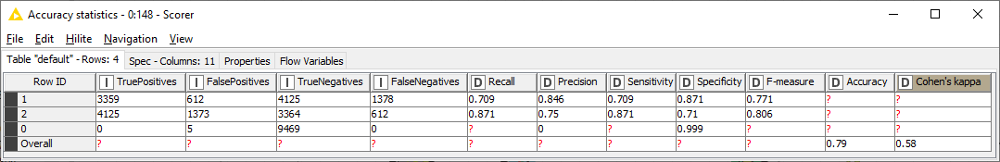 Accuracy statistics - 0:148 - Scorer
File Edit Hilite Navigation View
Table "default" - Rows: 4 Spec - Columns: 11 Properties Flow Variables
Row ID I TruePositives I FalsePositives I TrueNegatives I FalseNegatives D Recall D Precision D Sensitivity D Specificity D F-measure D Accuracy D Cohen's kappa
1 3359 612 4125 1378 0.709 0.846 0.709 0.871 0.771 ? ?
2 4125 1373 3364 612 0.871 0.75 0.871 0.71 0.806 ? ?
0 0 5 9469 0 ? 0 ? 0.999 ? ? ?
Overall ? ? ? ? ? ? ? ? ? 0.79 0.58